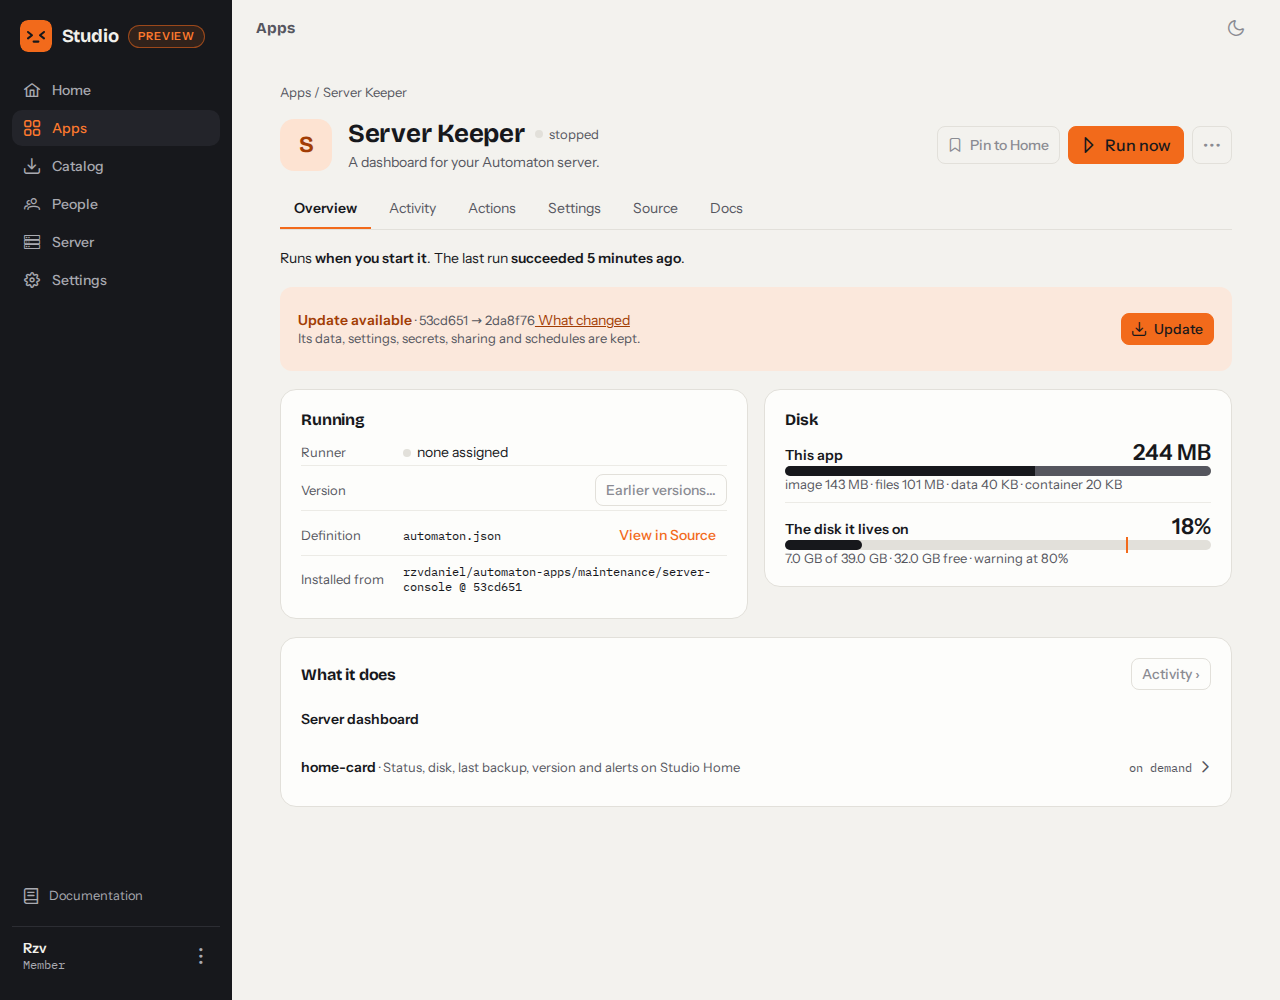 Studio PREVIEW
Home
Apps
Catalog
People
Server
Settings
Documentation
Rzv
Member
Apps
Apps / Server Keeper
S
Server Keeper stopped
A dashboard for your Automaton server.
Pin to Home
Run now
Overview Activity Actions Settings Source Docs
Runs when you start it. The last run succeeded 5 minutes ago.
Update available · 53cd651 → 2da8f76 What changed
Its data, settings, secrets, sharing and schedules are kept.
Update
Running
Runner none assigned
Version Earlier versions...
Definition automaton.json View in Source
Installed from rzvdaniel/automaton-apps/maintenance/server-
console @ 53cd651
Disk
This app 244 MB
image 143 MB · files 101 MB · data 40 KB · container 20 KB
The disk it lives on 18%
7.0 GB of 39.0 GB · 32.0 GB free · warning at 80%
What it does Activity ›
Server dashboard
home-card · Status, disk, last backup, version and alerts on Studio Home on demand